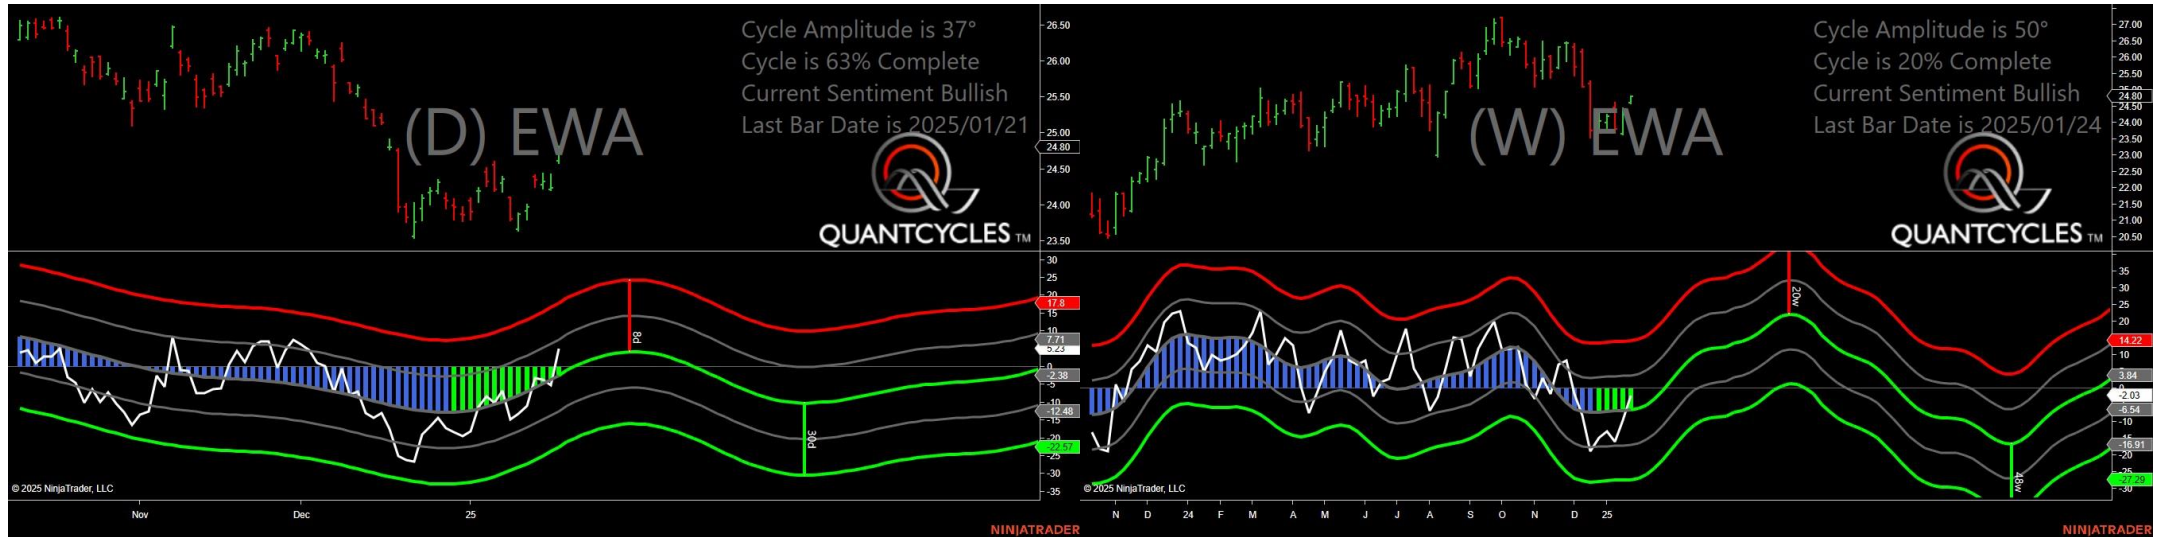 Cycle Amplitude is 37°
Cycle is 63% Complete
Current Sentiment Bullish
Last Bar Date is 2025/01/21
(D) EWA
QUANTCYCLES TM
26.50
26.00
25.50
25.00
24.80
24.50
24.00
23.50
30
25
20
17.8
15
10
7.71
5.23
0
-2.38
-5
-10
-12.48
-15
-20
-22.57
-25
-30
-35
8d
30d
© 2025 NinjaTrader, LLC
Nov
Dec
25
NINJATRADER
Cycle Amplitude is 50°
Cycle is 20% Complete
Current Sentiment Bullish
Last Bar Date is 2025/01/24
(W) EWA
QUANTCYCLES TM
27.00
26.50
26.00
25.50
24.80
24.50
24.00
23.50
23.00
22.50
22.00
21.50
21.00
20.50
35
30
25
20
14.22
10
3.84
-2.03
-6.54
-10
-16.91
-20
-27.29
-30
20w
48w
© 2025 NinjaTrader, LLC
N D 24 F M A M J J A S O N D 25
NINJATRADER